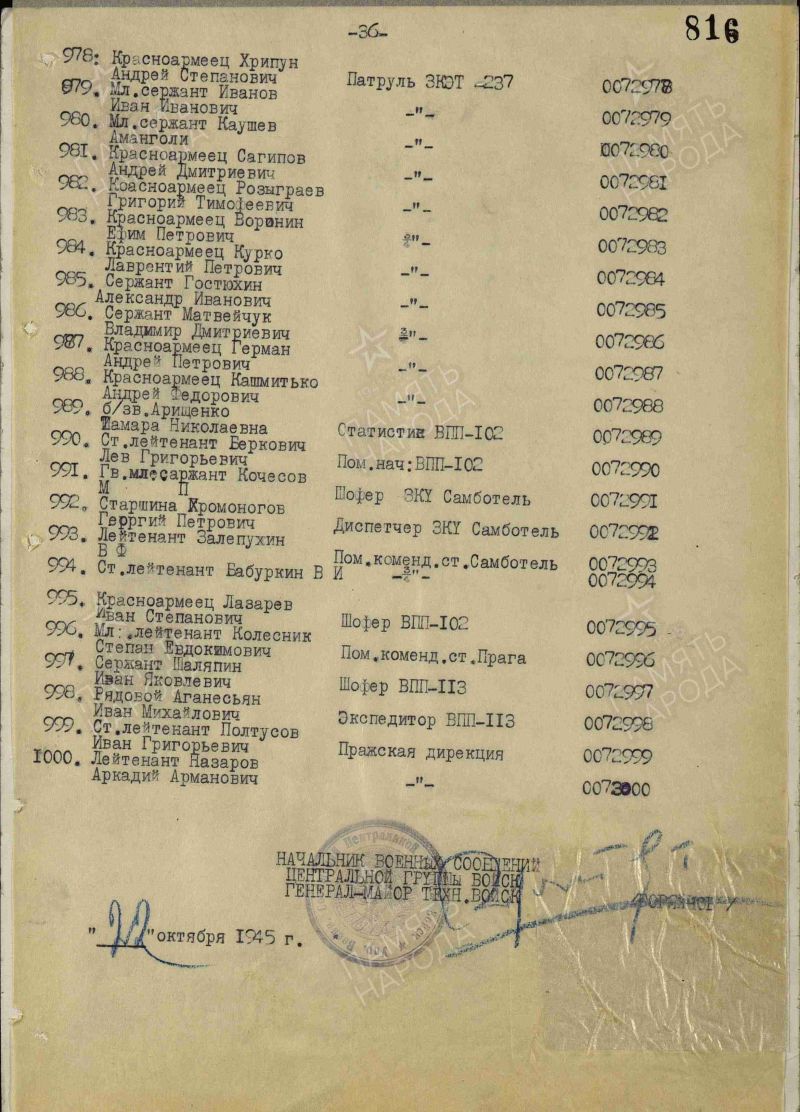 -36-
816
978. Красноармеец Хрипун
Андрей Степанович Патруль ЗКЭТ -237 0072978
979. Мл.сержант Иванов
Иван Иванович -"- 0072979
980. Мл.сержант Каушев
Аманголи -"- 0072980
981. Красноармеец Сагипов
Андрей Дмитриевич -"- 0072981
982. Коасноармеец Розыграев
Григорий Тимофеевич -"- 0072982
983. Красноармеец Воронин
Ефим Петрович -"- 0072983
984. Красноармеец Курко
Лаврентий Петрович -"- 0072984
985. Сержант Гостюхин
Александр Иванович -"- 0072985
986. Сержант Матвейчук
Владимир Дмитриевич -"- 0072986
987. Красноармеец Герман
Андрей Петрович -"- 0072987
988. Красноармеец Кашмитько
Андрей Федорович -"- 0072988
989. б/зв.Арищенко
Тамара Николаевна Статистик ВПП-102 0072989
990. Ст.лейтенант Беркович
Лев Григорьевич Пом.нач:ВПП-102 0072990
991. Гв.млесаржант Кочесов
М П Шофер ЗКУ Самботель 0072991
992. Старшина Хромоногов
Георгий Петрович Диспетчер ЗКУ Самботель 0072992
993. Лейтенант Залепухин
В Ф Пом.коменд.ст.Самботель 0072993
994. Ст.лейтенант Бабуркин В И -"- 0072994
995. Красноармеец Лазарев
Иван Степанович Шофер ВПП-102 0072995
996. Мл:.лейтенант Колесник
Степан Евдокимович Пом.коменд.ст.Прага 0072996
997. Сержант Шаляпин
Иван Яковлевич Шофер ВПП-113 0072997
998. Рядовой Аганесьян
Иван Михайлович Экспедитор ВПП-113 0072998
999. Ст.лейтенант Полтусов
Иван Григорьевич Пражская дирекция 0072999
1000. Лейтенант Назаров
Аркадий Арманович -"- 0073000
НАЧАЛЬНИК ВОЕННЫХ СООБЩЕНИЙ
ЦЕНТРАЛЬНОЙ ГРУППЫ ВОЙСК
ГЕНЕРАЛ-МАЙОР ТЕХН.ВОЙСК
"22" октября 1945 г.
Центральной
ПАМЯТЬ
НАРОДА